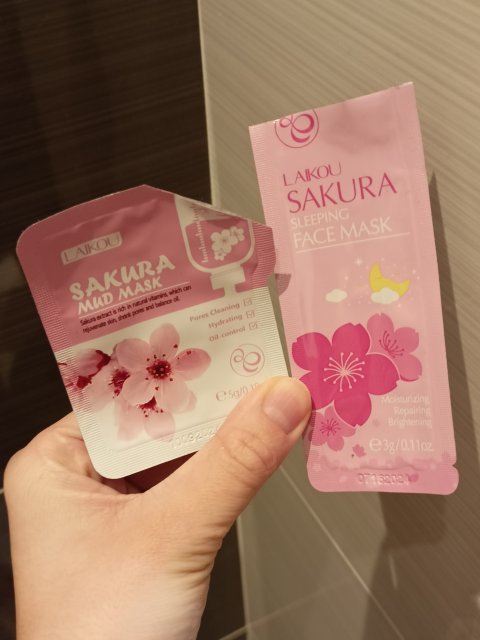 LAIKOU
SAKURA
MUD MASK
Sakura extract is rich in natural vitamins, which can
rejuvenate skin, shrink pores and balance oil.
Pores Cleaning
Hydrating
Oil control
LAIKOU
SAKURA
SLEEPING
FACE MASK
Moisturizing
Repairing
Brightening
℮3g/0.11oz